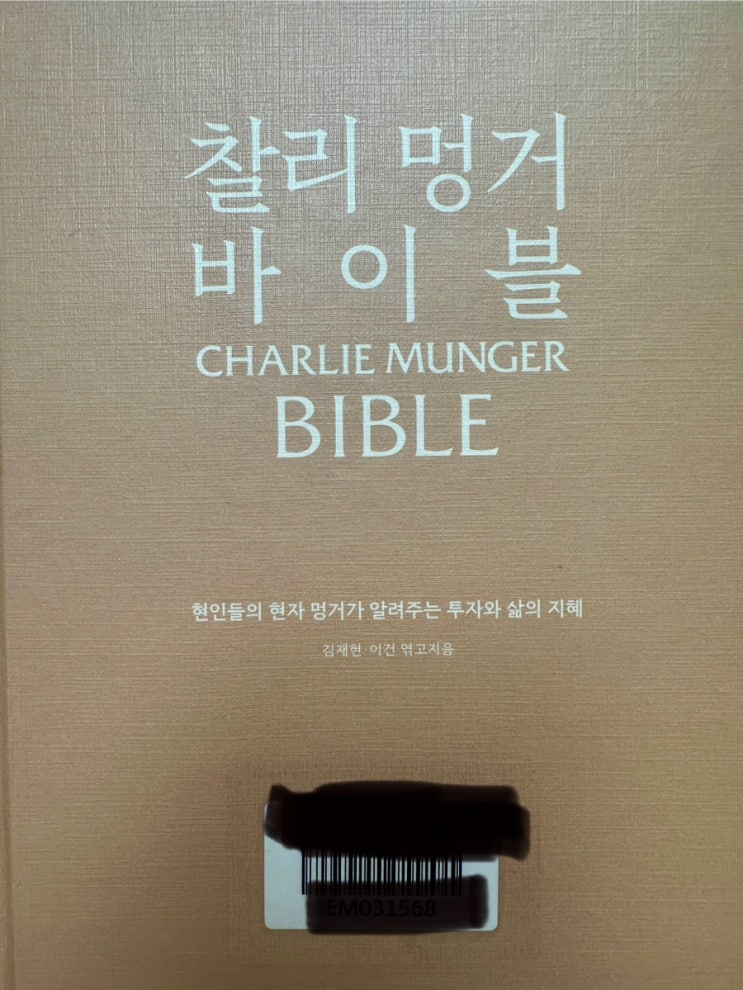 찰리 멍거
바이블
CHARLIE MUNGER
BIBLE
현인들의 현자 멍거가 알려주는 투자와 삶의 지혜
김재현·이건 엮고지음
EM031568